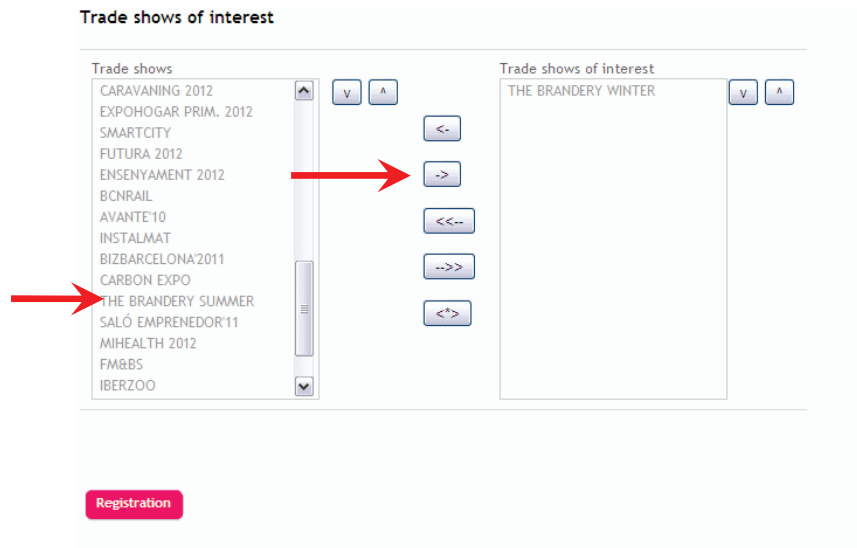 Trade shows of interest
Trade shows
CARAVANING 2012
EXPOHOGAR PRIM. 2012
SMARTCITY
FUTURA 2012
ENSENYAMENT 2012
BCNRAIL
AVANTE'10
INSTALMAT
BIZBARCELONA'2011
CARBON EXPO
THE BRANDERY SUMMER
SALÓ EMPRENEDOR'11
MIHEALTH 2012
FM&BS
IBERZOO
v ^
<-
->
<<--
-->>
<*>
Trade shows of interest
THE BRANDERY WINTER
v ^
Registration